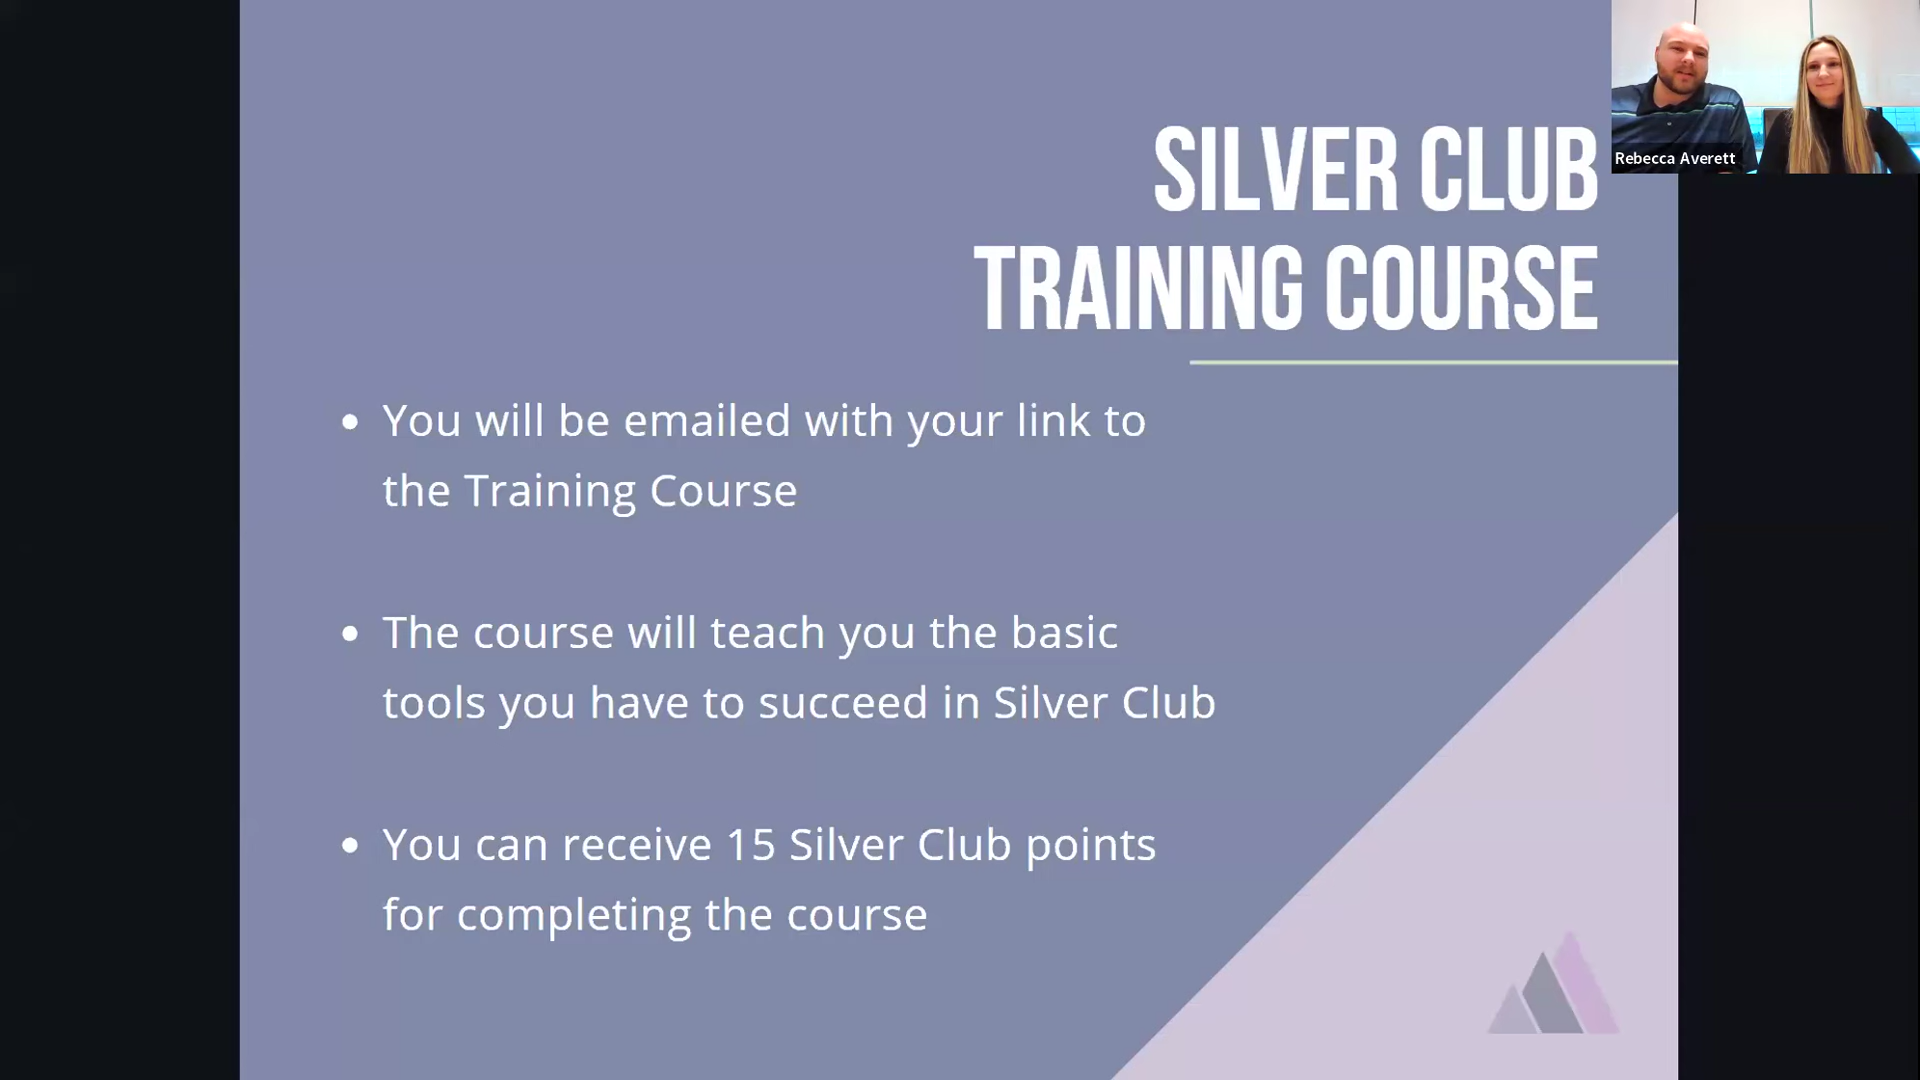 SILVER CLUB
TRAINING COURSE
Rebecca Averett
• You will be emailed with your link to
the Training Course
• The course will teach you the basic
tools you have to succeed in Silver Club
• You can receive 15 Silver Club points
for completing the course